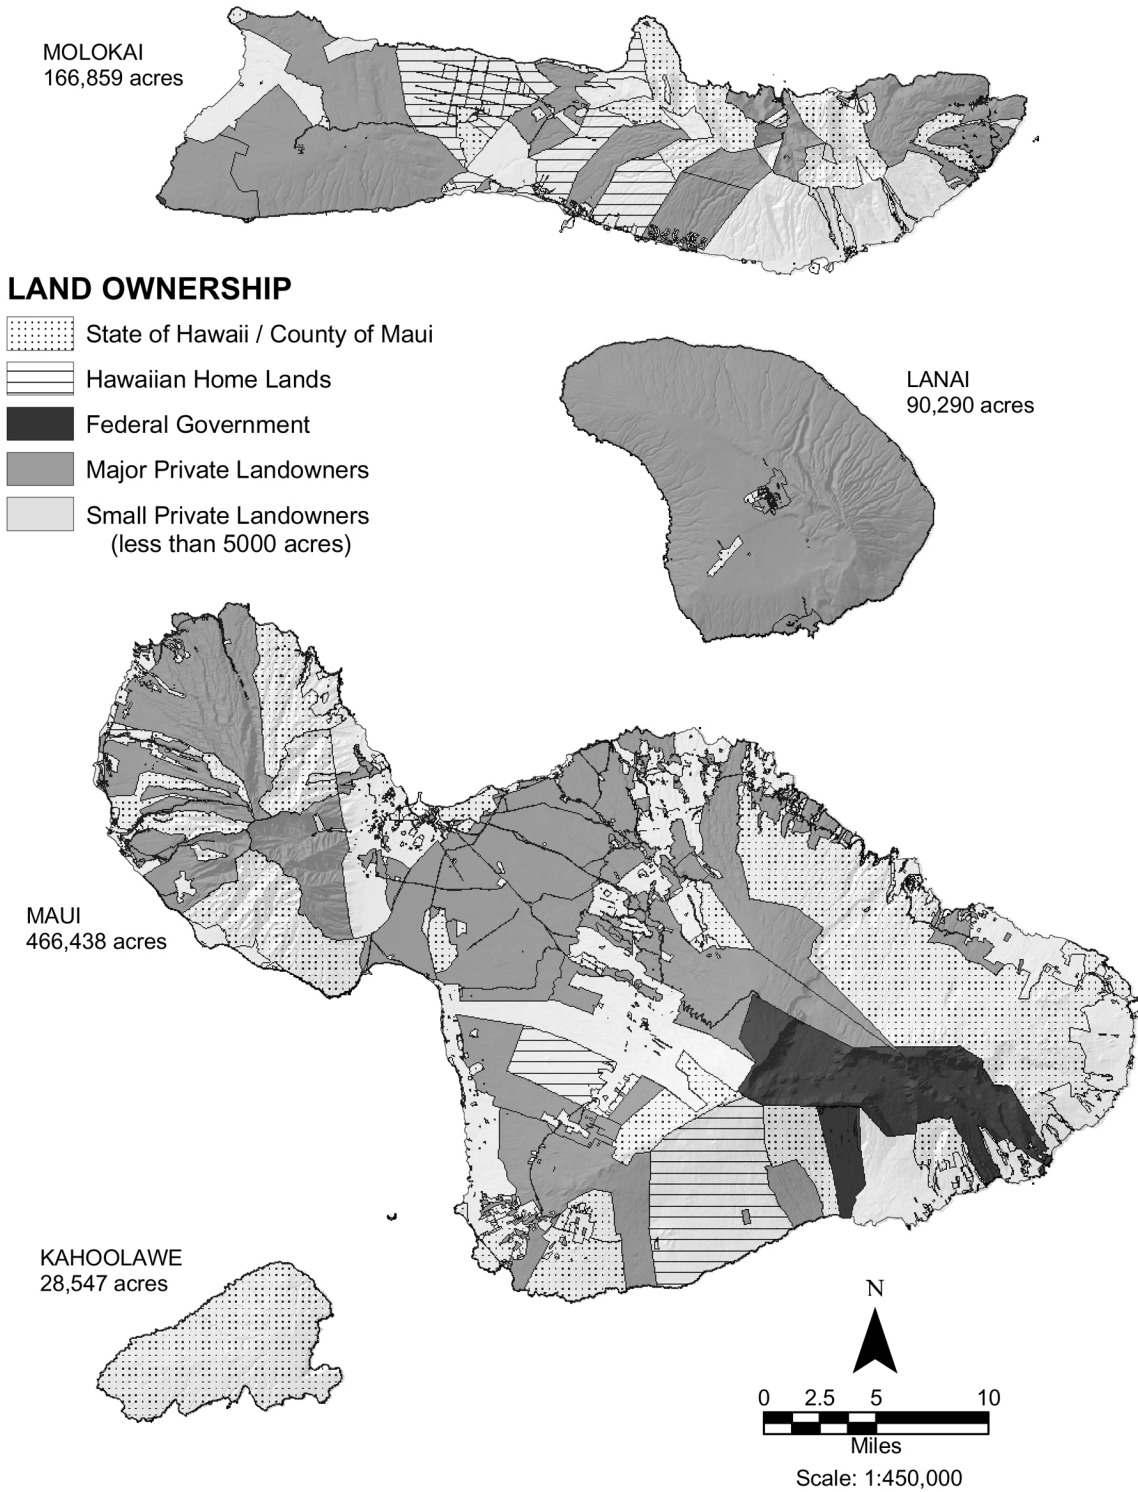 MOLOKAI
166,859 acres
LAND OWNERSHIP
State of Hawaii / County of Maui
Hawaiian Home Lands
Federal Government
Major Private Landowners
Small Private Landowners
(less than 5000 acres)
LANAI
90,290 acres
MAUI
466,438 acres
KAHOOLAWE
28,547 acres
N
0 2.5 5 10
Miles
Scale: 1:450,000